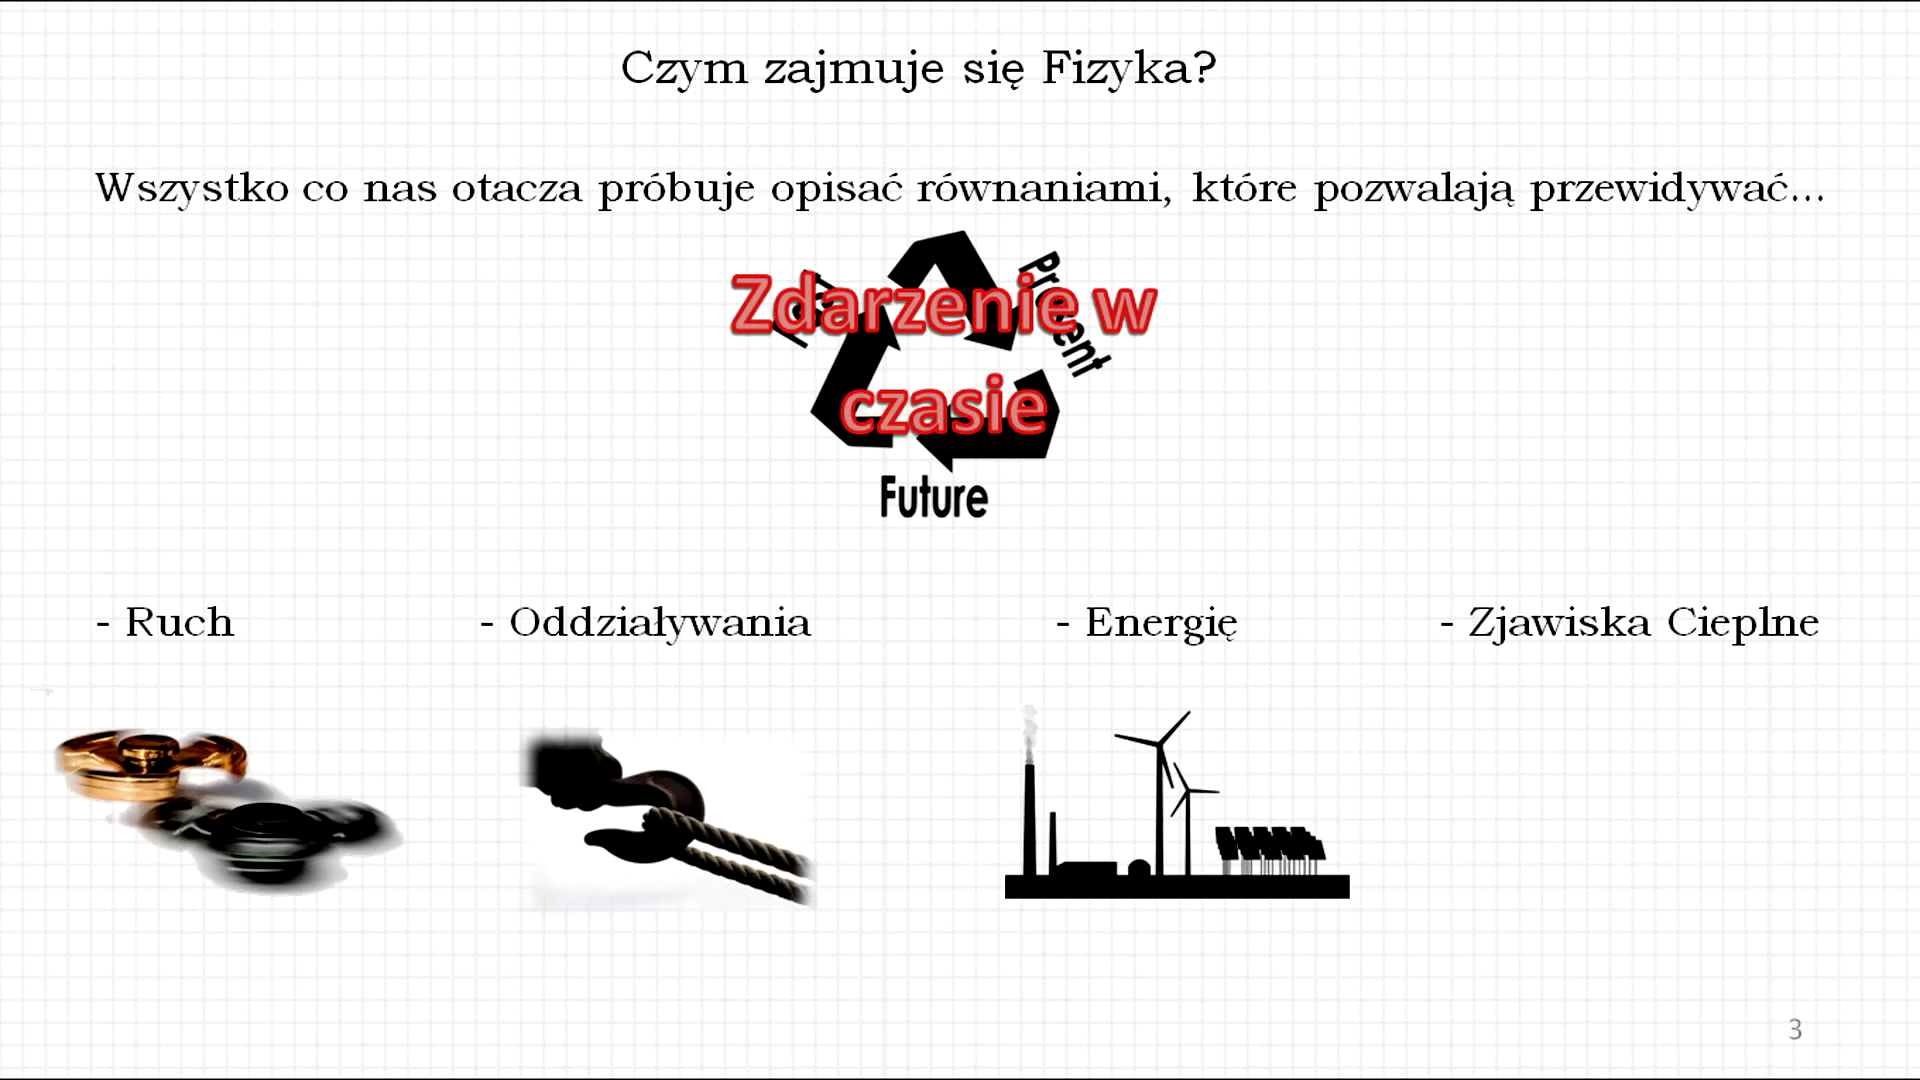 Czym zajmuje się Fizyka?
Wszystko co nas otacza próbuje opisać równaniami, które pozwalają przewidywać...
Zdarzenie w
czasie
Future
- Ruch
- Oddziaływania
- Energię
- Zjawiska Cieplne
3